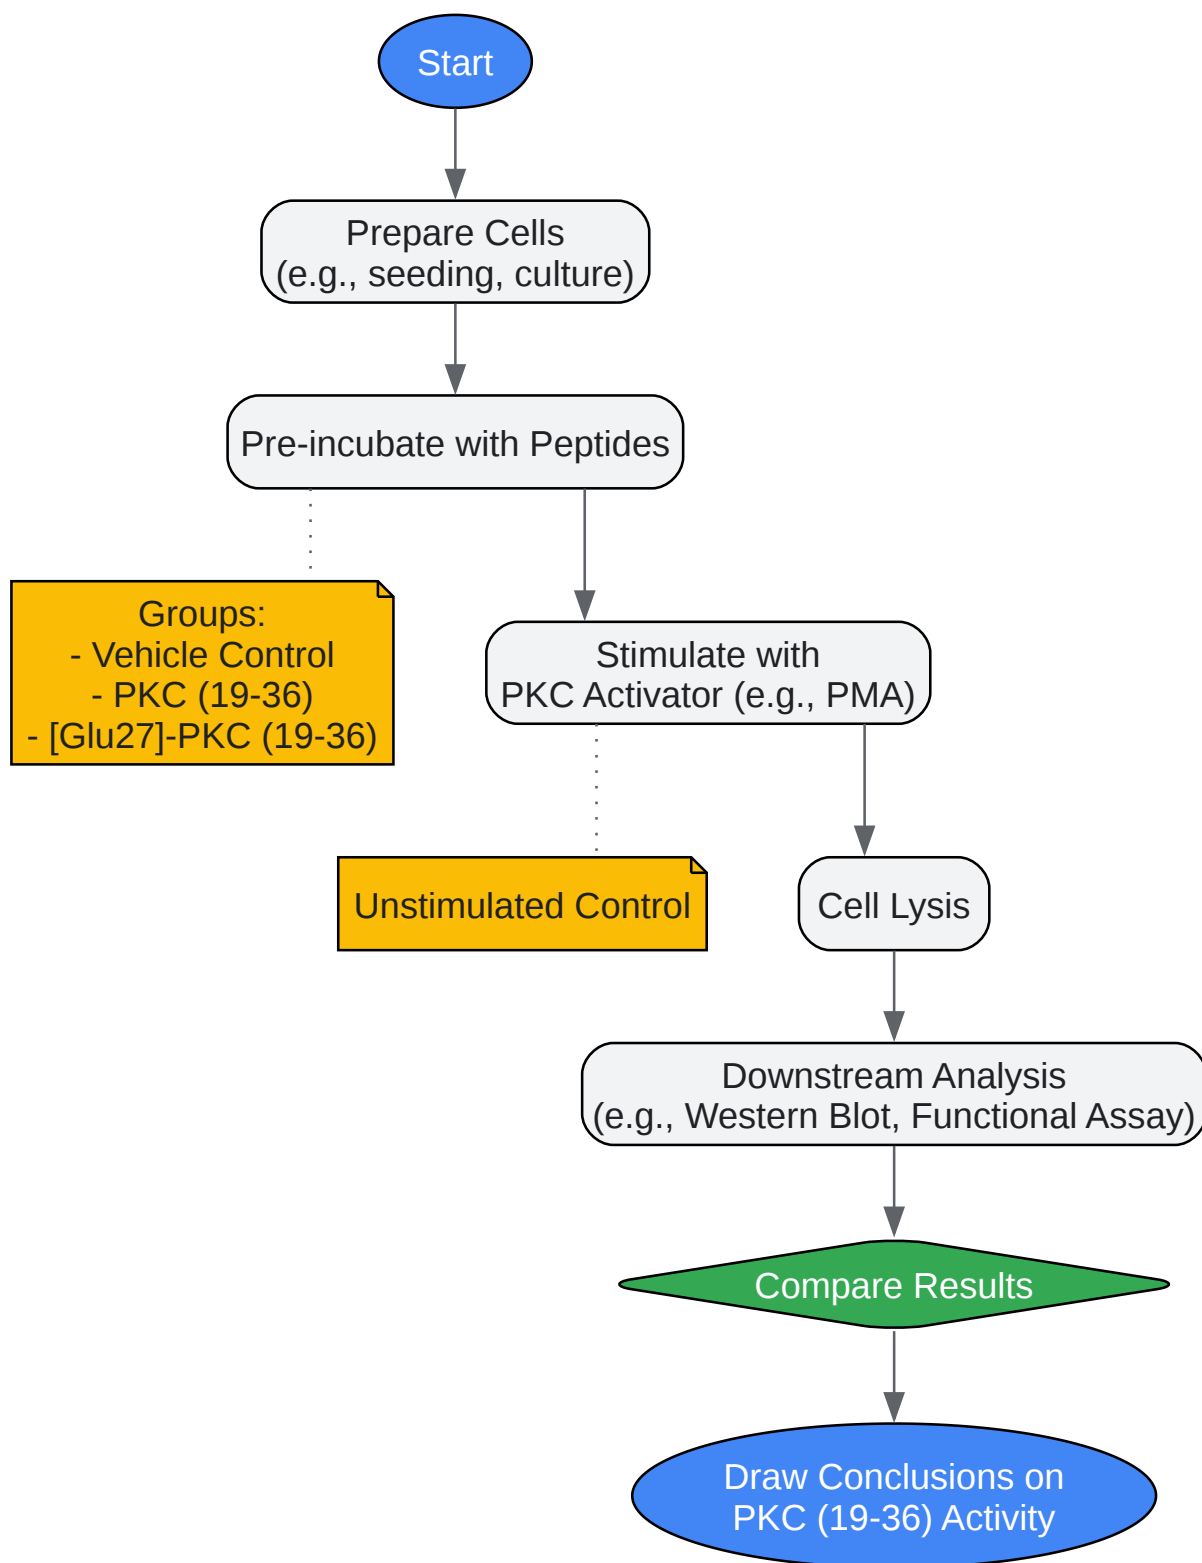 Start
Prepare Cells
(e.g., seeding, culture)
Pre-incubate with Peptides
Groups:
- Vehicle Control
- PKC (19-36)
- [Glu27]-PKC (19-36)
Stimulate with
PKC Activator (e.g., PMA)
Unstimulated Control
Cell Lysis
Downstream Analysis
(e.g., Western Blot, Functional Assay)
Compare Results
Draw Conclusions on
PKC (19-36) Activity